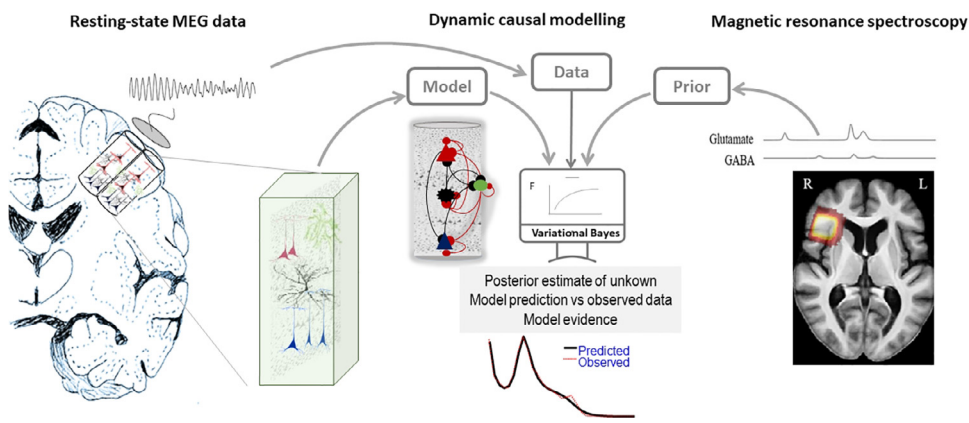 Resting-state MEG data
Dynamic causal modelling
Magnetic resonance spectroscopy
Model
Data
Prior
Glutamate
GABA
R
L
F
Variational Bayes
Posterior estimate of unkown
Model prediction vs observed data
Model evidence
Predicted
Observed